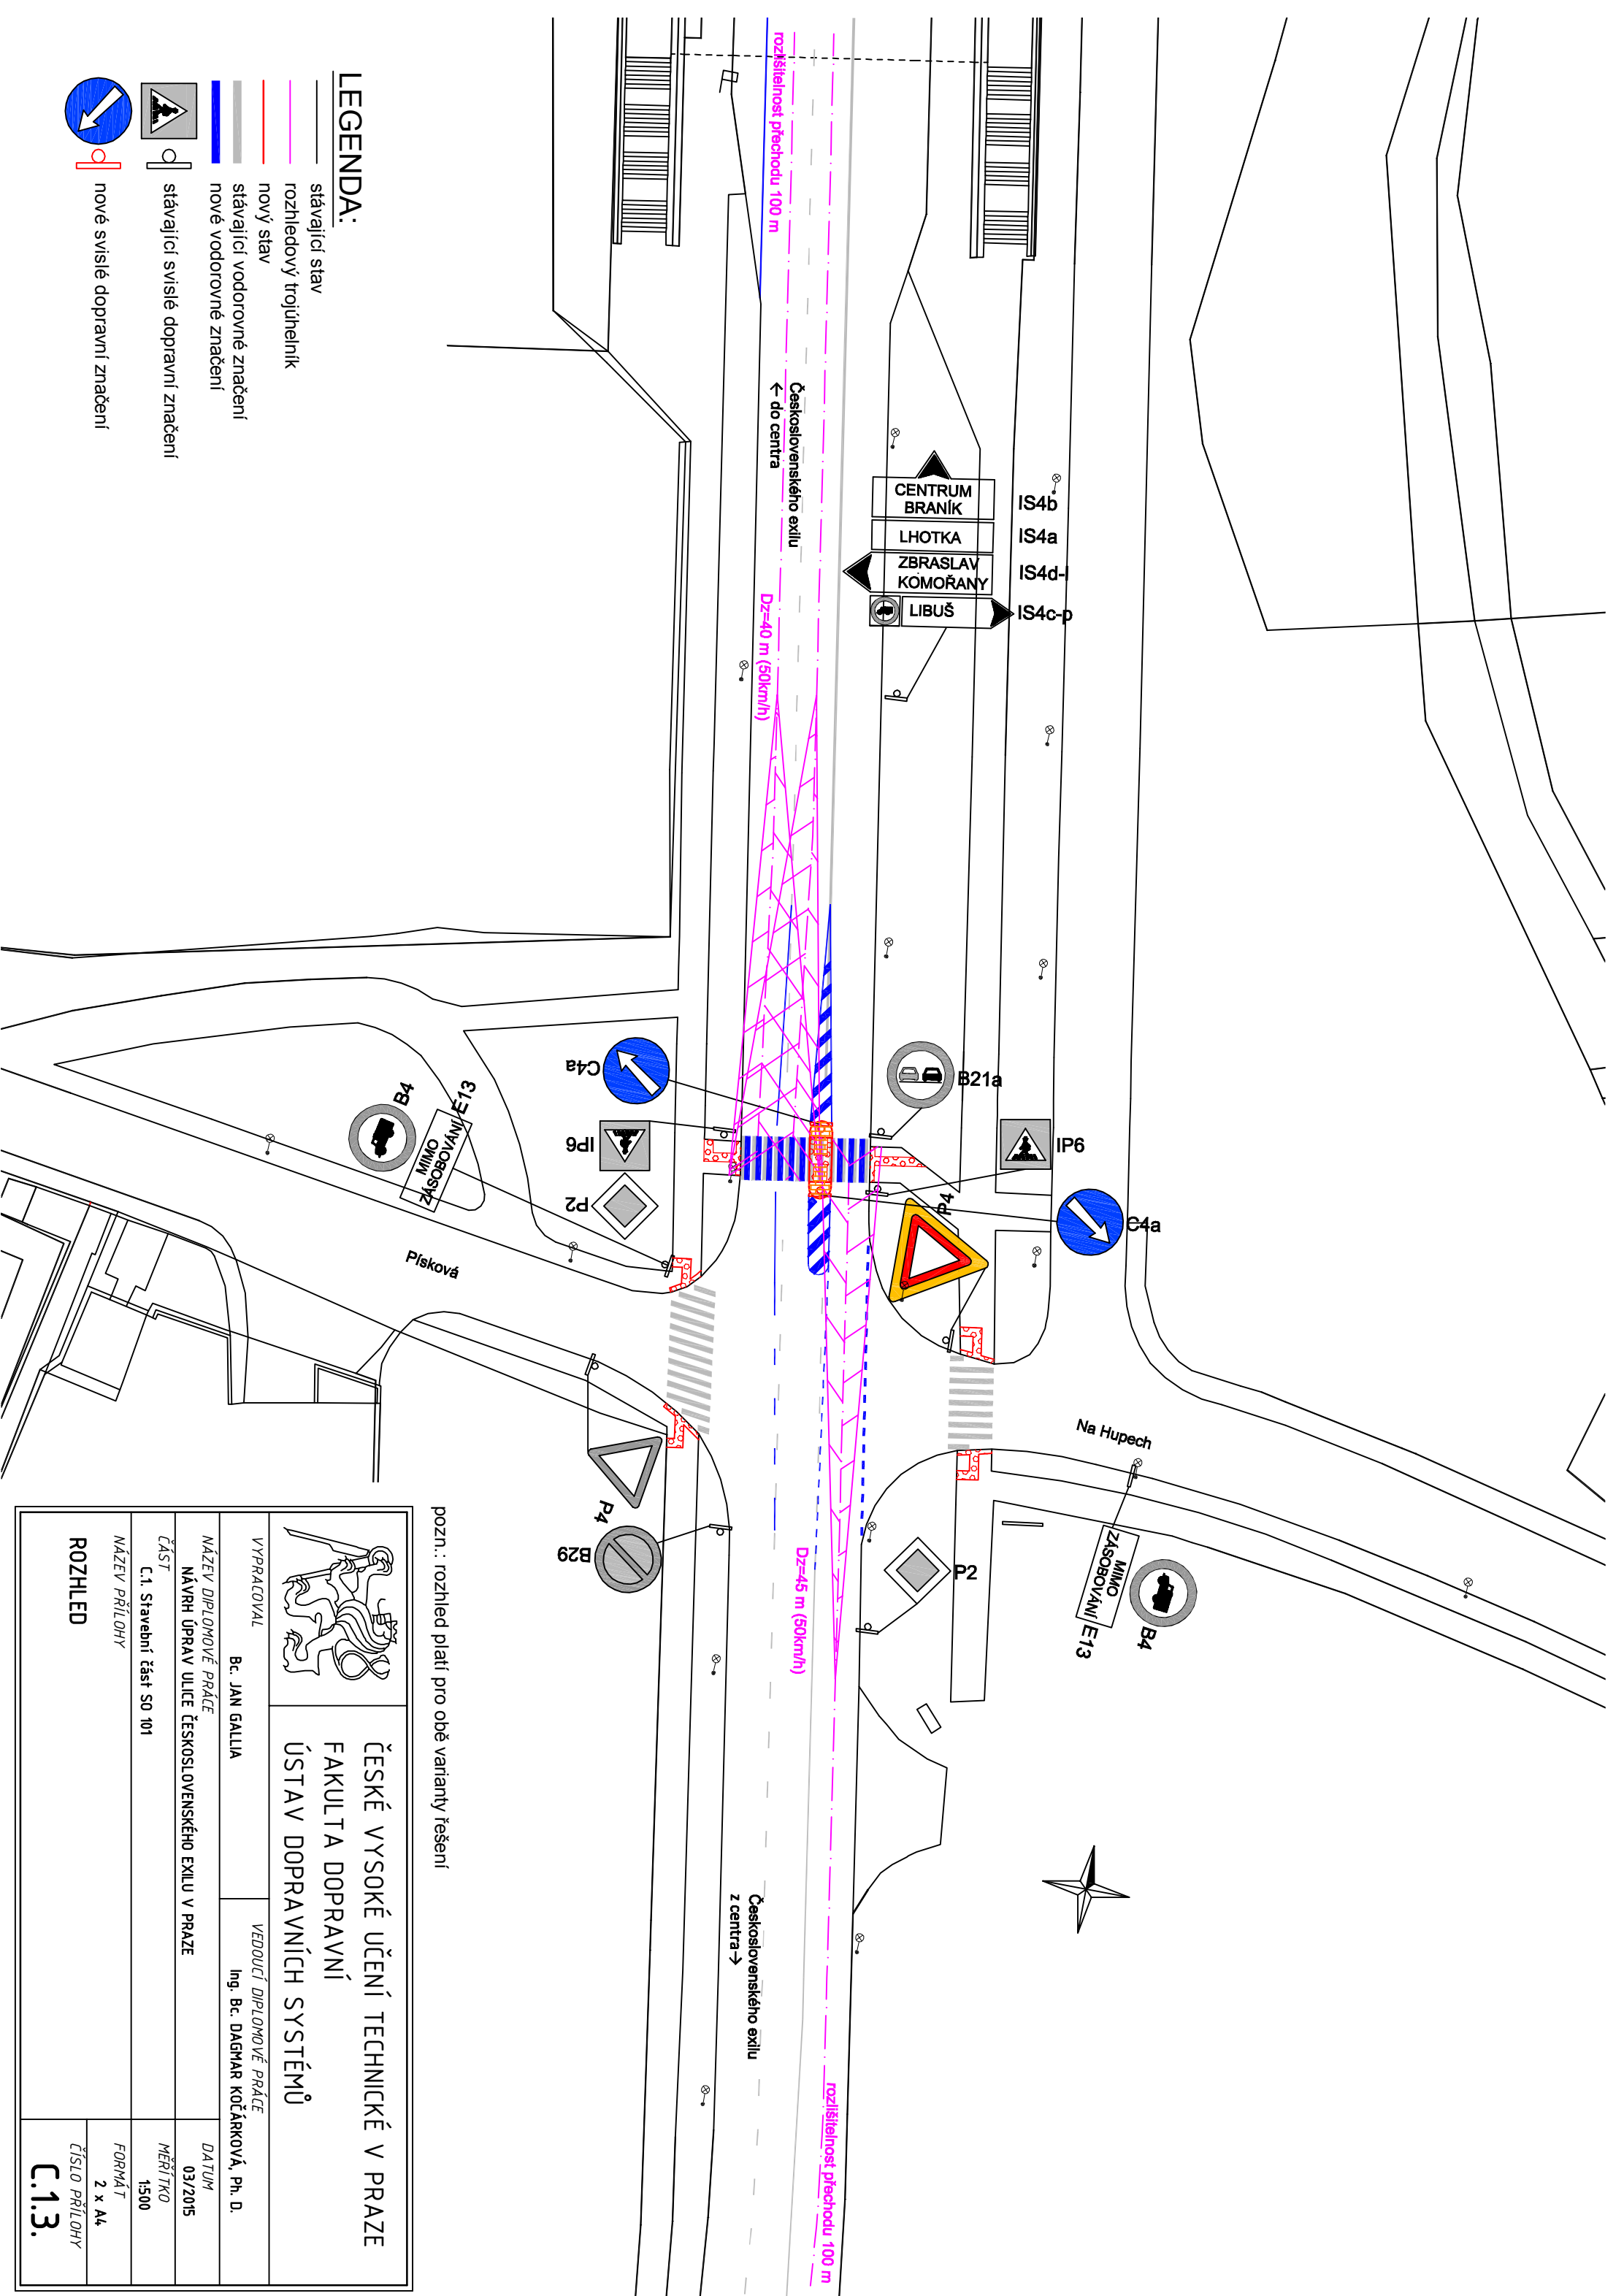 LEGENDA:
stávající stav
rozhledový trojúhelník
nový stav
stávající vodorovné značení
nové vodorovné značení
stávající svislé dopravní značení
nové svislé dopravní značení
rozlišitelnost přechodu 100 m
Československého exilu
← do centra
Dz=40 m (50km/h)
CENTRUM
BRANÍK
IS4b
LHOTKA
IS4a
ZBRASLAV
KOMOŘANY
IS4d-l
LIBUŠ
IS4c-p
C4a
B21a
IP6
IP6
P2
P4
C4a
B4
MIMO
ZÁSOBOVÁNÍ
E13
Písková
P4
B29
Na Hupech
MIMO
ZÁSOBOVÁNÍ
E13
B4
P2
Dz=45 m (50km/h)
Československého exilu
z centra→
rozlišitelnost přechodu 100 m
pozn.: rozhled platí pro obě varianty řešení
ČESKÉ VYSOKÉ UČENÍ TECHNICKÉ V PRAZE
FAKULTA DOPRAVNÍ
ÚSTAV DOPRAVNÍCH SYSTÉMŮ
VYPRACOVAL
Bc. JAN GALLIA
VEDOUCÍ DIPLOMOVÉ PRÁCE
Ing. Bc. DAGMAR KOČÁRKOVÁ, Ph. D.
NÁZEV DIPLOMOVÉ PRÁCE
NÁVRH ÚPRAV ULICE ČESKOSLOVENSKÉHO EXILU V PRAZE
DATUM
03/2015
ČÁST
C.1. Stavební část SO 101
MĚŘÍTKO
1:500
NÁZEV PŘÍLOHY
ROZHLED
FORMÁT
2 x A4
ČÍSLO PŘÍLOHY
C.1.3.